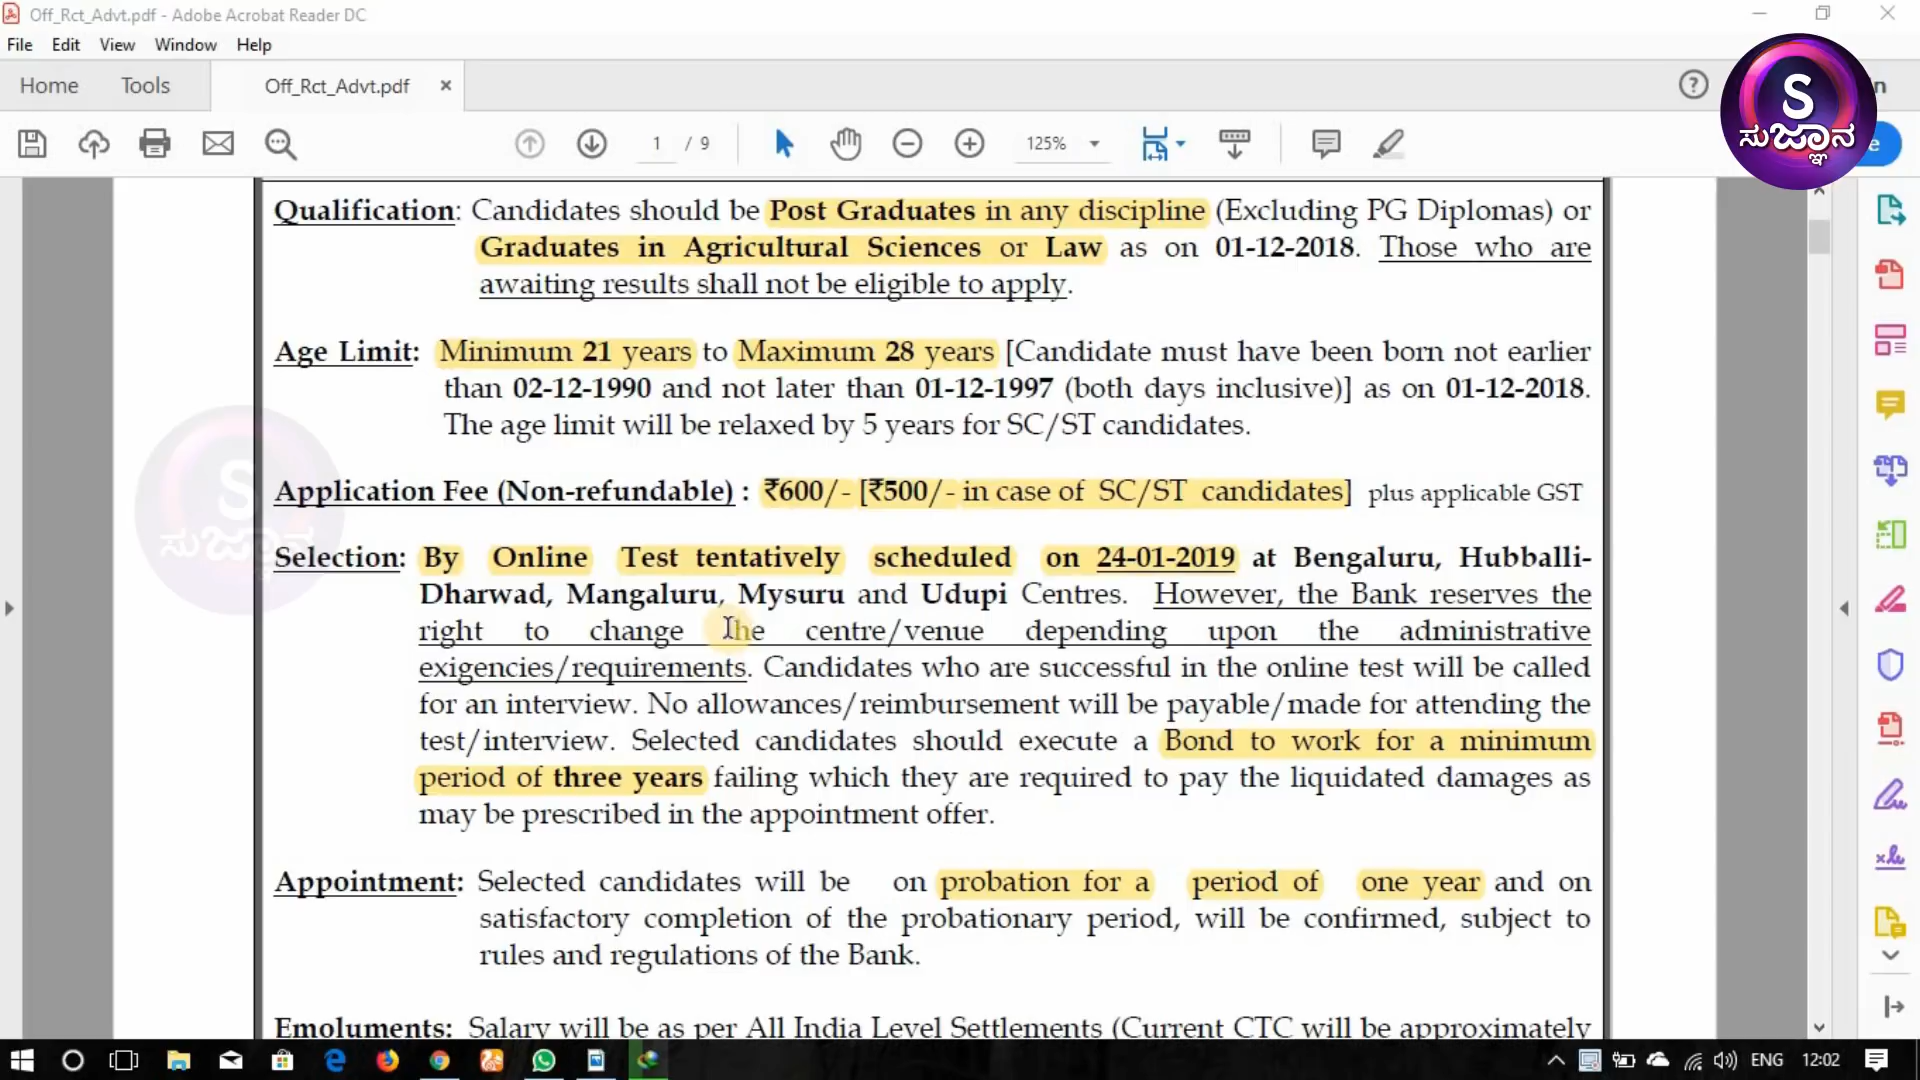 Off_Rct_Advt.pdf - Adobe Acrobat Reader DC
File Edit View Window Help
Home Tools Off_Rct_Advt.pdf ×
1 / 9 125%
S
ಸುಜ್ಞಾನ
Qualification: Candidates should be Post Graduates in any discipline (Excluding PG Diplomas) or
Graduates in Agricultural Sciences or Law as on 01-12-2018. Those who are
awaiting results shall not be eligible to apply.
Age Limit: Minimum 21 years to Maximum 28 years [Candidate must have been born not earlier
than 02-12-1990 and not later than 01-12-1997 (both days inclusive)] as on 01-12-2018.
The age limit will be relaxed by 5 years for SC/ST candidates.
S
ಸುಜ್ಞಾನ
Application Fee (Non-refundable) : ₹600/- [₹500/- in case of SC/ST candidates] plus applicable GST
Selection: By Online Test tentatively scheduled on 24-01-2019 at Bengaluru, Hubballi-
Dharwad, Mangaluru, Mysuru and Udupi Centres. However, the Bank reserves the
right to change the centre/venue depending upon the administrative
exigencies/requirements. Candidates who are successful in the online test will be called
for an interview. No allowances/reimbursement will be payable/made for attending the
test/interview. Selected candidates should execute a Bond to work for a minimum
period of three years failing which they are required to pay the liquidated damages as
may be prescribed in the appointment offer.
Appointment: Selected candidates will be on probation for a period of one year and on
satisfactory completion of the probationary period, will be confirmed, subject to
rules and regulations of the Bank.
Emoluments: Salary will be as per All India Level Settlements (Current CTC will be approximately
ENG 12:02